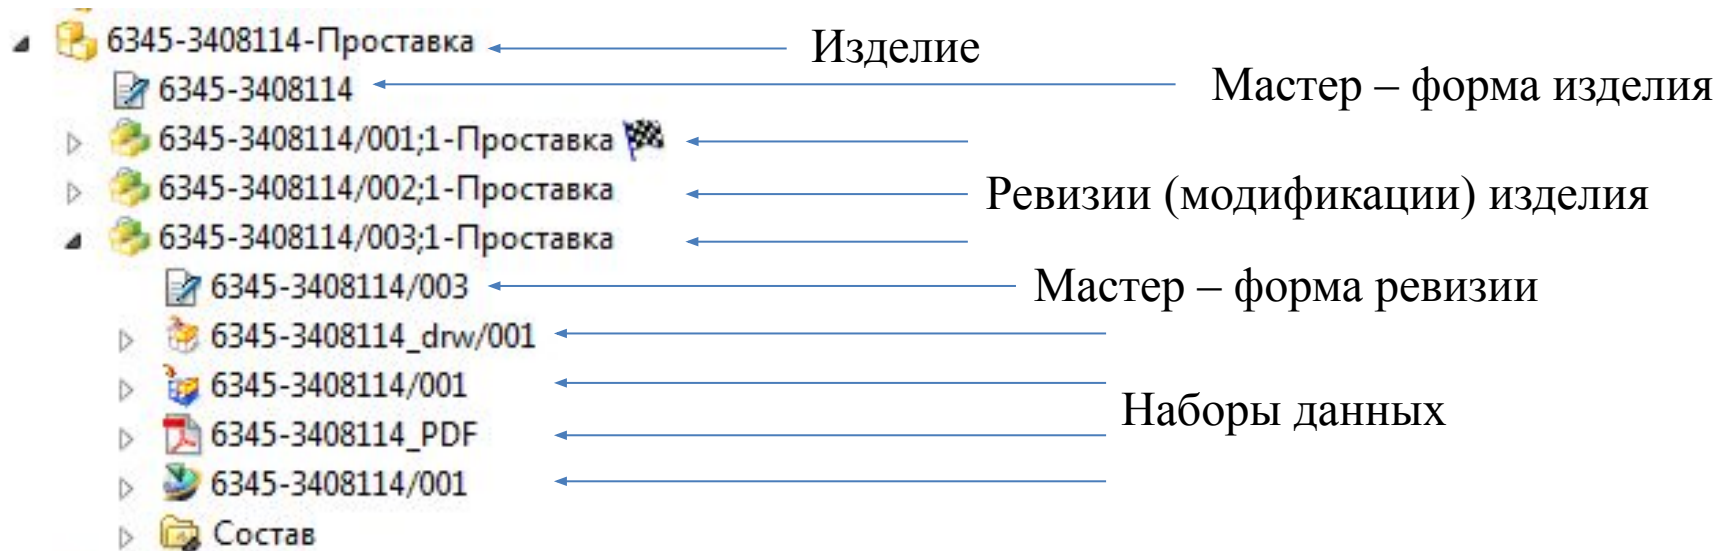 6345-3408114-Проставка
Изделие
6345-3408114
Мастер – форма изделия
6345-3408114/001;1-Проставка
6345-3408114/002;1-Проставка
Ревизии (модификации) изделия
6345-3408114/003;1-Проставка
6345-3408114/003
Мастер – форма ревизии
6345-3408114_drw/001
6345-3408114/001
Наборы данных
6345-3408114_PDF
6345-3408114/001
Состав